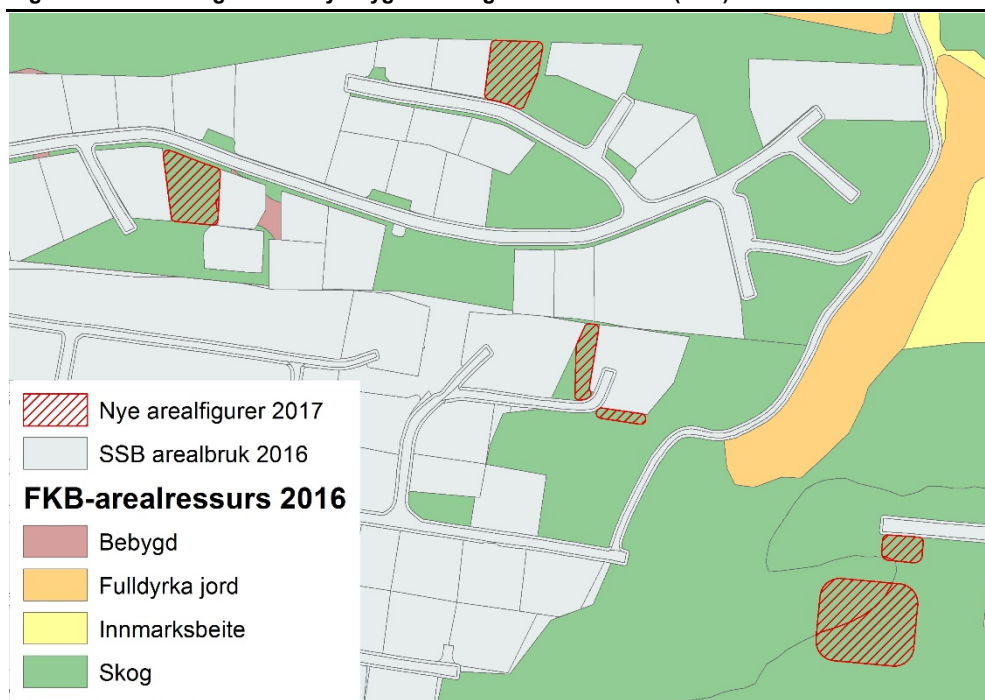 Nye arealfigurer 2017
SSB arealbruk 2016
FKB-arealressurs 2016
Bebygd
Fulldyrka jord
Innmarksbeite
Skog